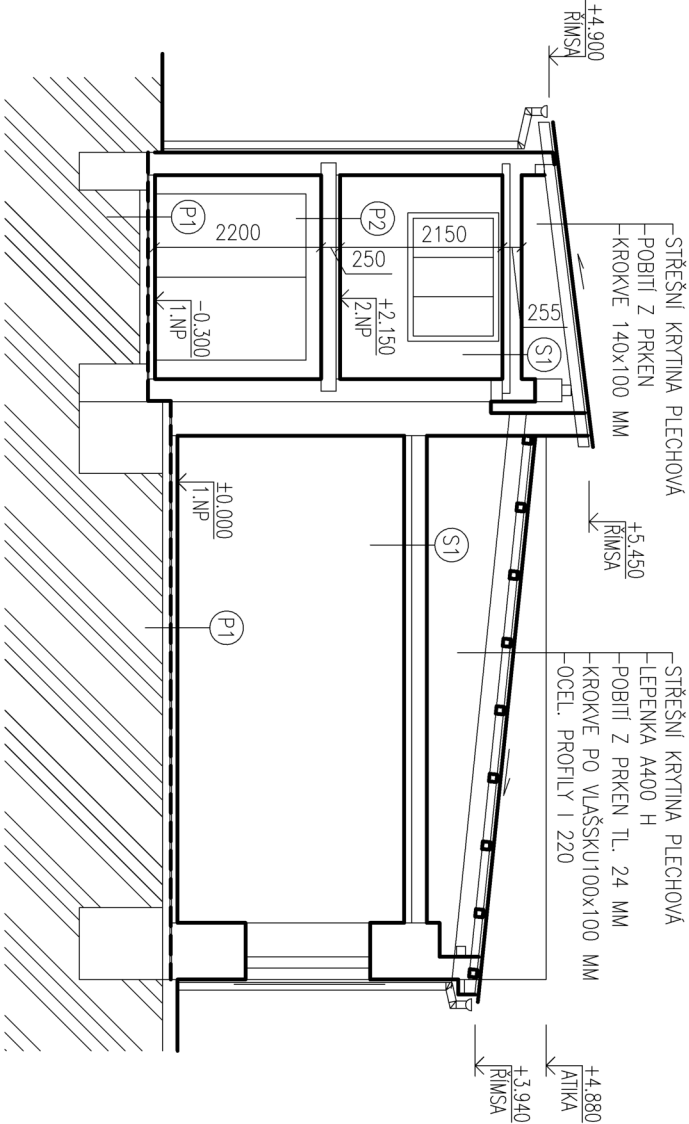 +4.900
ŘÍMSA
STŘEŠNÍ KRYTINA PLECHOVÁ
POBITÍ Z PRKEN
KROKVE 140x100 MM
+5.450
ŘÍMSA
STŘEŠNÍ KRYTINA PLECHOVÁ
LEPENKA A400 H
POBITÍ Z PRKEN TL. 24 MM
KROKVE PO VLAŠSKU100x100 MM
OCEL. PROFILY I 220
+4.880
ATIKA
+3.940
ŘÍMSA
255
S1
2150
+2.150
2.NP
250
P2
2200
P1
-0.300
1.NP
S1
±0.000
1.NP
P1